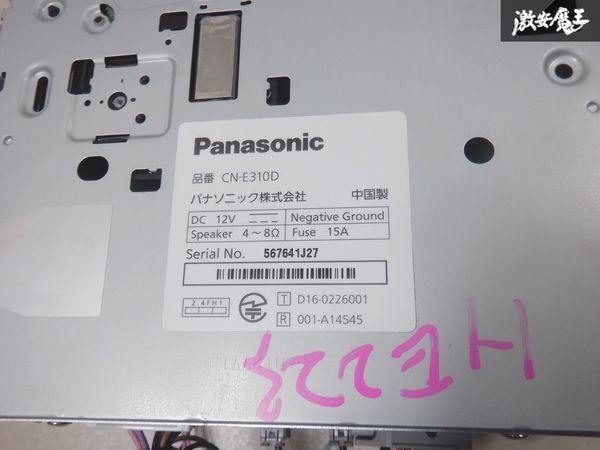 激安魔王
Panasonic
品番 CN-E310D
パナソニック株式会社 中国製
DC 12V Negative Ground
Speaker 4～8Ω Fuse 15A
Serial No. 567641J27
2.4FH1
T D16-0226001
R 001-A14545